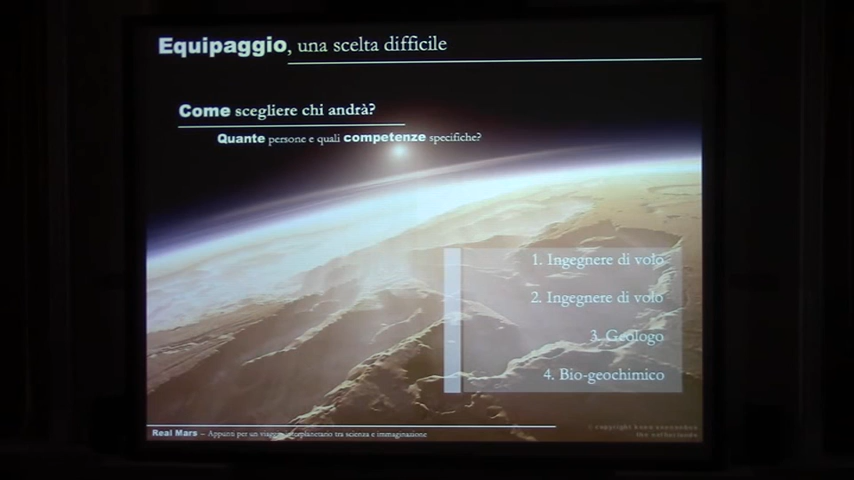 Equipaggio, una scelta difficile
Come scegliere chi andrà?
Quante persone e quali competenze specifiche?
1. Ingegnere di volo
2. Ingegnere di volo
3. Geologo
4. Bio-geochimico
Real Mars – Appunti per un viaggio interplanetario tra scienza e immaginazione